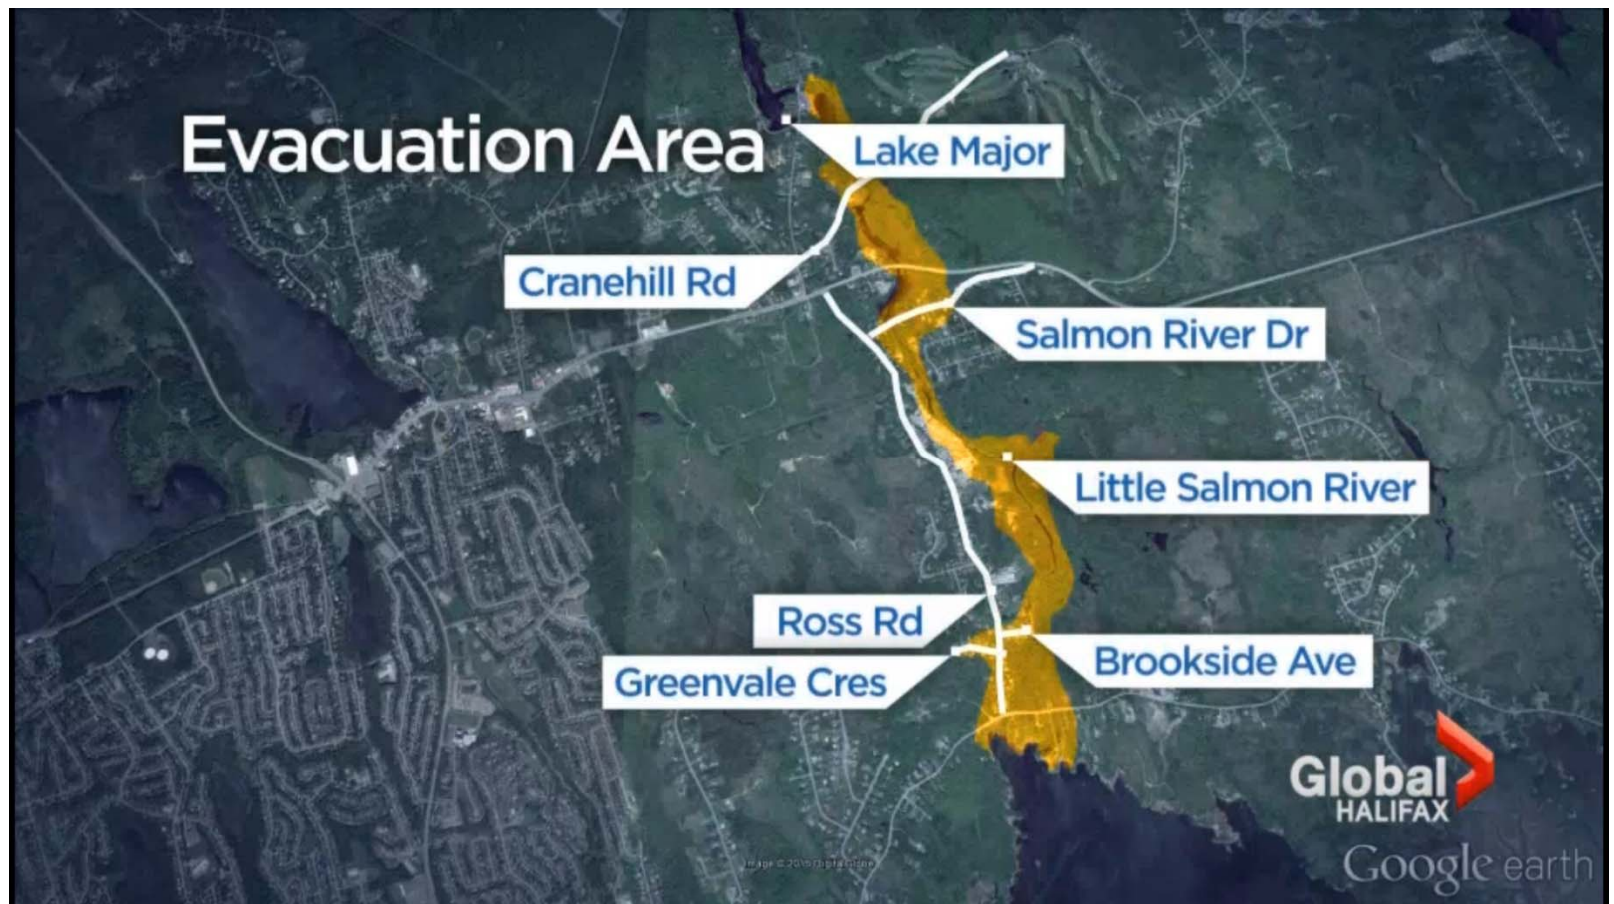 Evacuation Area
Lake Major
Cranehill Rd
Salmon River Dr
Little Salmon River
Ross Rd
Greenvale Cres
Brookside Ave
Global
HALIFAX
Google earth